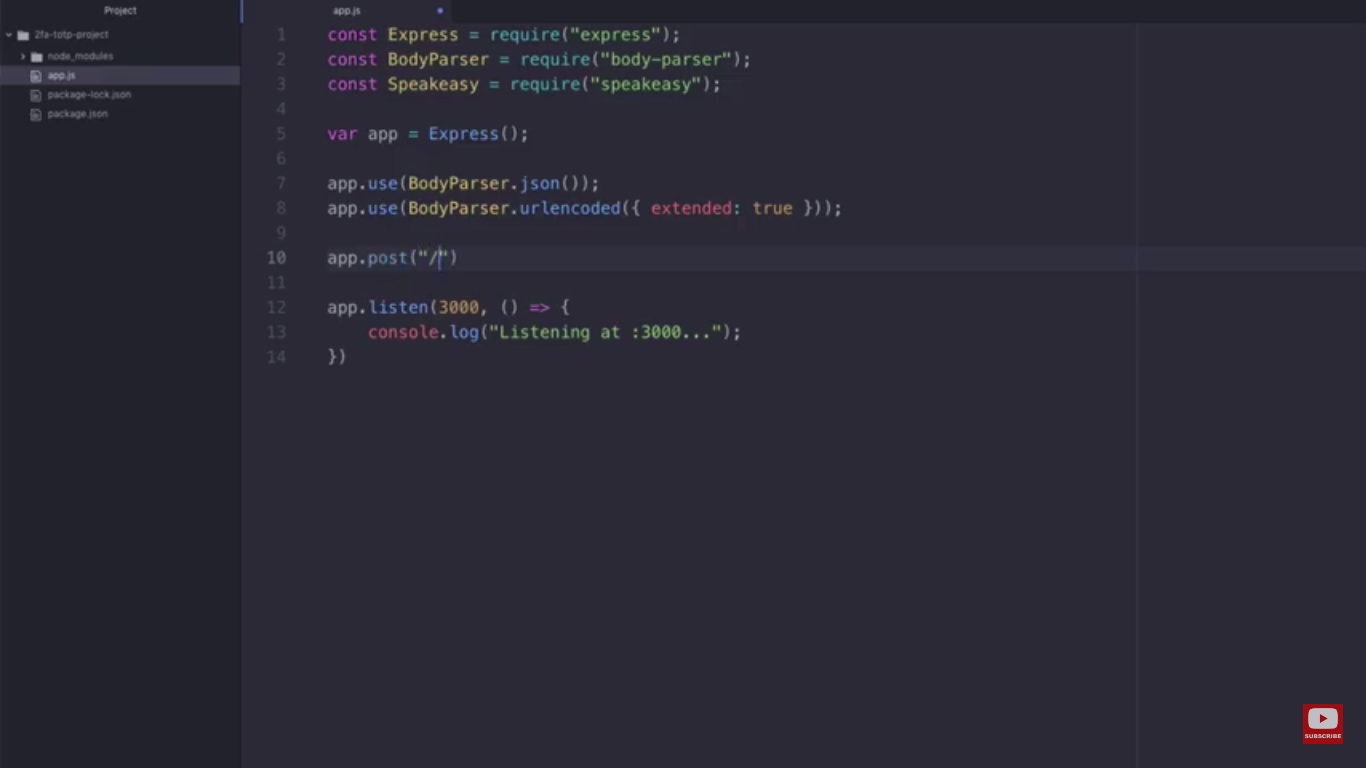 Project
app.js
2fa-totp-project
node_modules
app.js
package-lock.json
package.json
1 const Express = require("express");
2 const BodyParser = require("body-parser");
3 const Speakeasy = require("speakeasy");
4
5 var app = Express();
6
7 app.use(BodyParser.json());
8 app.use(BodyParser.urlencoded({ extended: true }));
9
10 app.post("/")
11
12 app.listen(3000, () => {
13     console.log("Listening at :3000...");
14 })
SUBSCRIBE